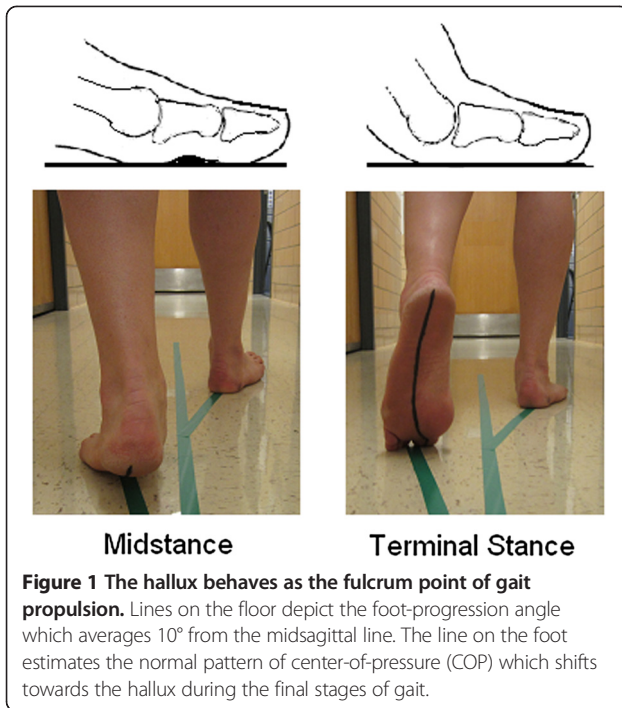 Midstance
Terminal Stance
Figure 1 The hallux behaves as the fulcrum point of gait
propulsion. Lines on the floor depict the foot-progression angle
which averages 10° from the midsagittal line. The line on the foot
estimates the normal pattern of center-of-pressure (COP) which shifts
towards the hallux during the final stages of gait.